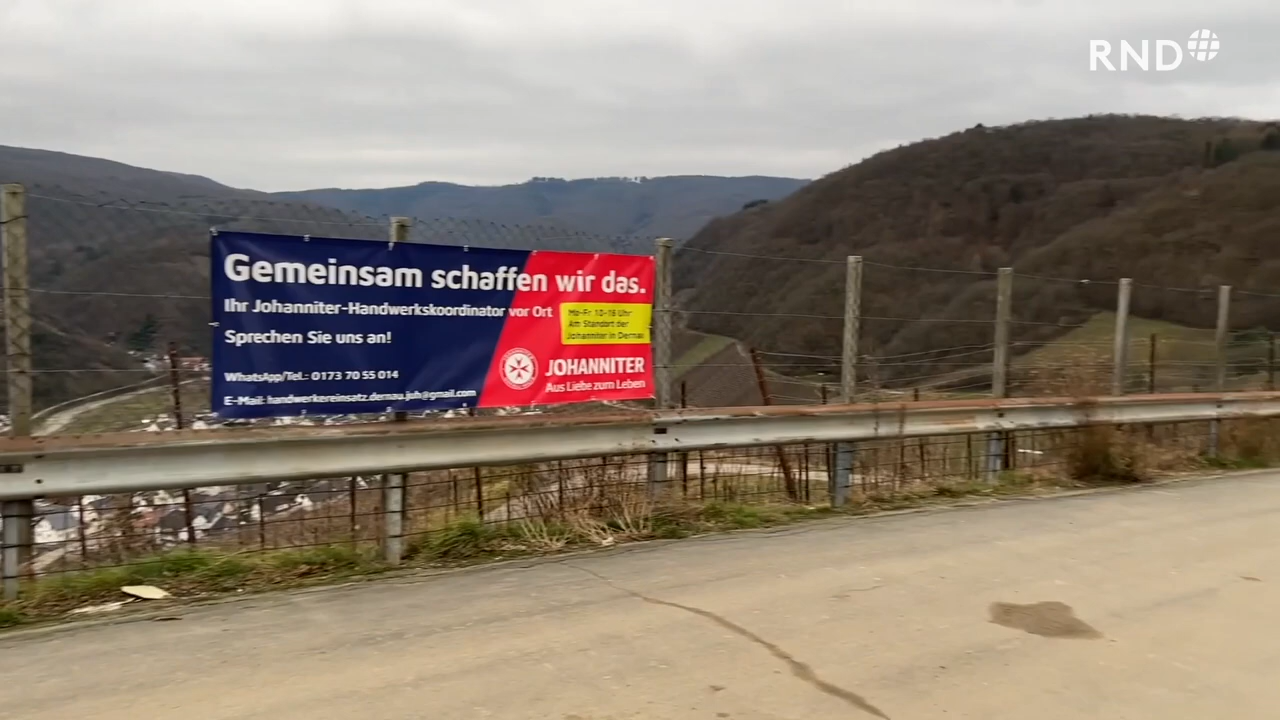 RND
Gemeinsam schaffen wir das.
Ihr Johanniter-Handwerkskoordinator vor Ort
Mo-Fr 10-16 Uhr
Am Standort der
Johanniter in Dernau
Sprechen Sie uns an!
JOHANNITER
Aus Liebe zum Leben
WhatsApp/Tel.: 0173 70 55 014
E-Mail: handwerkereinsatz.dernau.juh@gmail.com